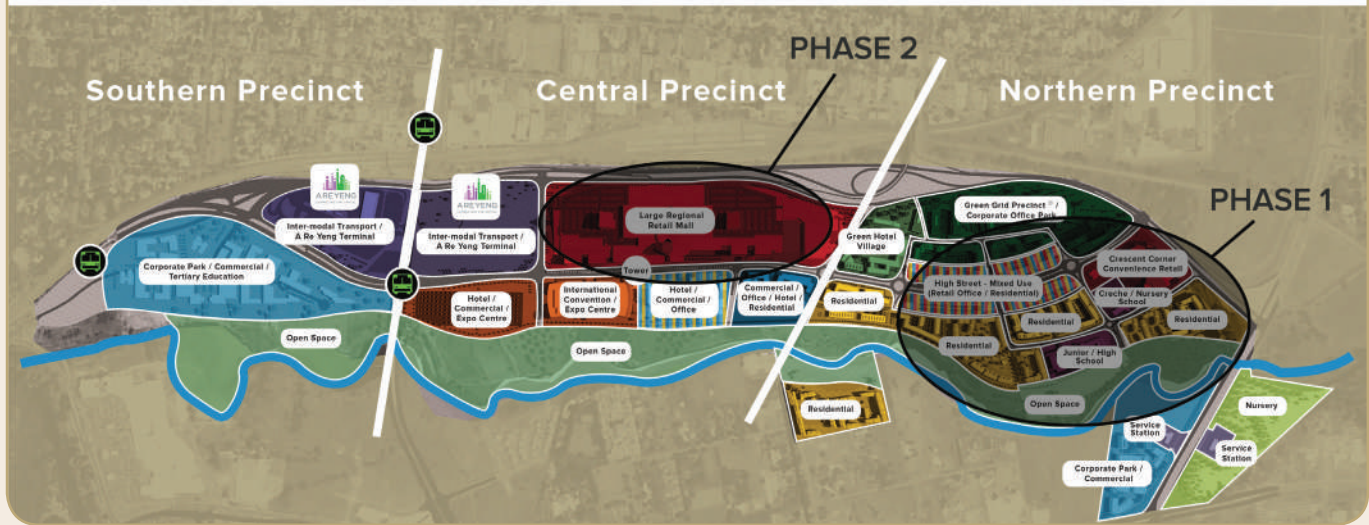 PHASE 2
Southern Precinct
Central Precinct
Northern Precinct
PHASE 1
A RE YENG
A RE YENG
Inter-modal Transport /
A Re Yeng Terminal
Inter-modal Transport /
A Re Yeng Terminal
Large Regional
Retail Mall
Green Hotel
Village
Green Grid Precinct ® /
Corporate Office Park
Corporate Park / Commercial /
Tertiary Education
Tower
Hotel /
Commercial /
Expo Centre
International
Convention /
Expo Centre
Hotel /
Commercial /
Office
Commercial /
Office / Hotel /
Residential
Residential
High Street - Mixed Use
(Retail Office / Residential)
Crescent Corner
Convenience Retail
Creche / Nursery
School
Residential
Residential
Residential
Junior / High
School
Open Space
Open Space
Open Space
Residential
Service
Station
Nursery
Service
Station
Corporate Park /
Commercial